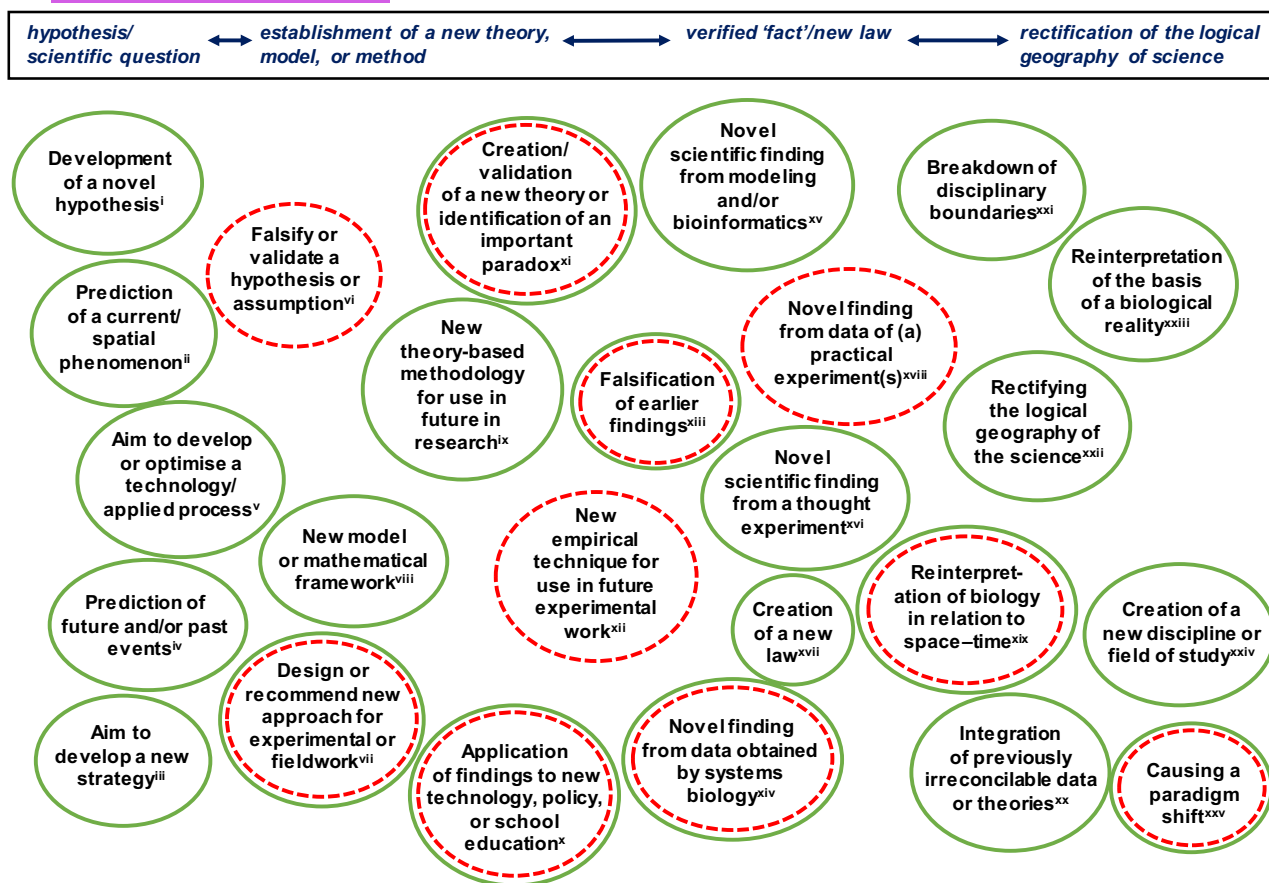 hypothesis/
scientific question
establishment of a new theory,
model, or method
verified ‘fact’/new law
rectification of the logical
geography of science
Development
of a novel
hypothesisⁱ
Falsify or
validate a
hypothesis or
assumptionᵛⁱ
Creation/
validation
of a new theory or
identification of an
important
paradoxˣⁱ
Novel
scientific finding
from modeling
and/or
bioinformaticsˣᵛ
Breakdown of
disciplinary
boundariesˣˣⁱ
Reinterpretation
of the basis
of a biological
realityˣˣⁱⁱⁱ
Prediction
of a current/
spatial
phenomenonⁱⁱ
New
theory-based
methodology
for use in
future in
researchⁱˣ
Falsification
of earlier
findingsˣⁱⁱⁱ
Novel finding
from data of (a)
practical
experiment(s)ˣᵛⁱⁱⁱ
Rectifying
the logical
geography of
the scienceˣˣⁱⁱ
Aim to develop
or optimise a
technology/
applied processᵛ
New model
or mathematical
frameworkᵛⁱⁱⁱ
New
empirical
technique for
use in future
experimental
workˣⁱⁱ
Novel
scientific finding
from a thought
experimentˣᵛⁱ
Reinterpret-
ation of biology
in relation to
space–timeˣⁱˣ
Prediction of
future and/or past
eventsⁱᵛ
Creation
of a new
lawˣᵛⁱⁱ
Creation of a
new discipline or
field of studyˣˣⁱᵛ
Design or
recommend new
approach for
experimental or
fieldworkᵛⁱⁱ
Aim to
develop a new
strategyⁱⁱⁱ
Application
of findings to new
technology, policy,
or school
educationˣ
Novel finding
from data obtained
by systems
biologyˣⁱᵛ
Integration
of previously
irreconcilable data
or theoriesˣˣ
Causing a
paradigm
shiftˣˣᵛ